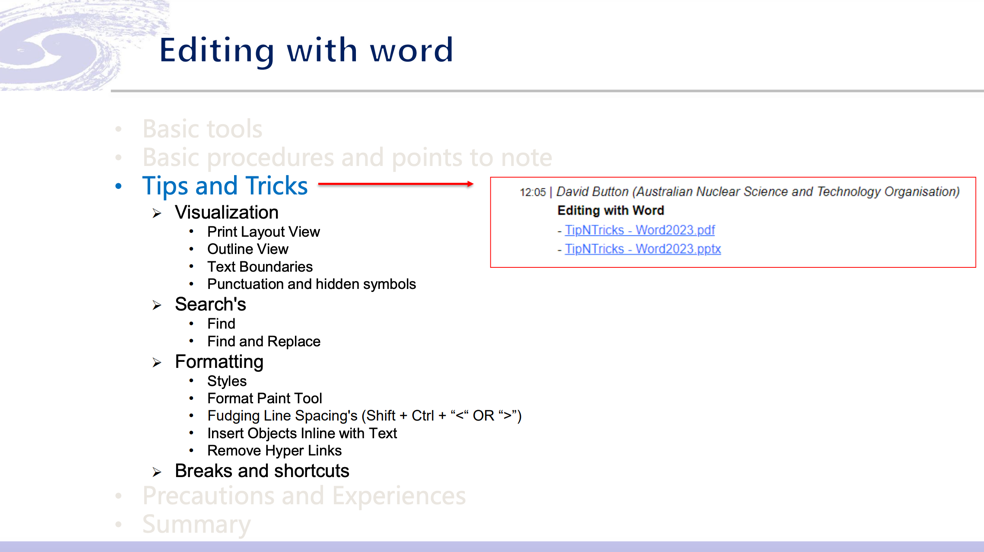 Editing with word
• Basic tools
• Basic procedures and points to note
• Tips and Tricks
➢ Visualization
• Print Layout View
• Outline View
• Text Boundaries
• Punctuation and hidden symbols
➢ Search's
• Find
• Find and Replace
➢ Formatting
• Styles
• Format Paint Tool
• Fudging Line Spacing's (Shift + Ctrl + “<“ OR “>”)
• Insert Objects Inline with Text
• Remove Hyper Links
➢ Breaks and shortcuts
• Precautions and Experiences
• Summary
12:05 | David Button (Australian Nuclear Science and Technology Organisation)
Editing with Word
- TipNTricks - Word2023.pdf
- TipNTricks - Word2023.pptx